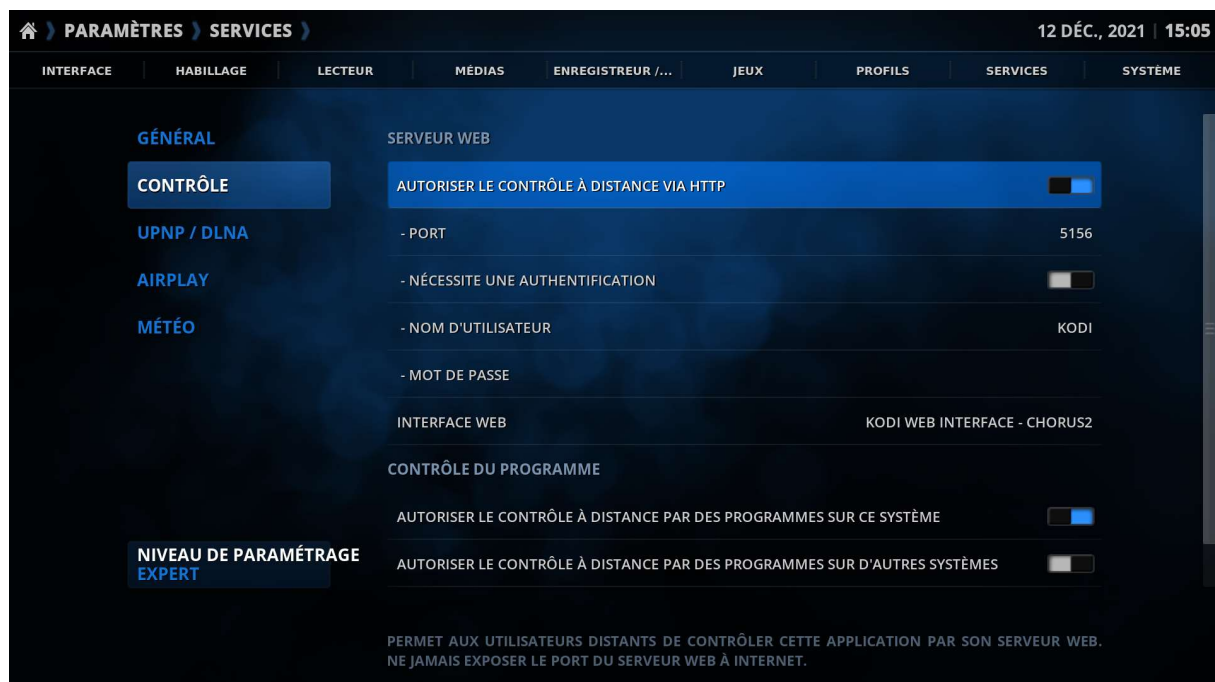 PARAMÈTRES SERVICES 12 DÉC., 2021 | 15:05
INTERFACE HABILLAGE LECTEUR MÉDIAS ENREGISTREUR /... JEUX PROFILS SERVICES SYSTÈME
GÉNÉRAL
CONTRÔLE
UPNP / DLNA
AIRPLAY
MÉTÉO
NIVEAU DE PARAMÉTRAGE
EXPERT
SERVEUR WEB
AUTORISER LE CONTRÔLE À DISTANCE VIA HTTP
- PORT 5156
- NÉCESSITE UNE AUTHENTIFICATION
- NOM D'UTILISATEUR KODI
- MOT DE PASSE
INTERFACE WEB KODI WEB INTERFACE - CHORUS2
CONTRÔLE DU PROGRAMME
AUTORISER LE CONTRÔLE À DISTANCE PAR DES PROGRAMMES SUR CE SYSTÈME
AUTORISER LE CONTRÔLE À DISTANCE PAR DES PROGRAMMES SUR D'AUTRES SYSTÈMES
PERMET AUX UTILISATEURS DISTANTS DE CONTRÔLER CETTE APPLICATION PAR SON SERVEUR WEB.
NE JAMAIS EXPOSER LE PORT DU SERVEUR WEB À INTERNET.